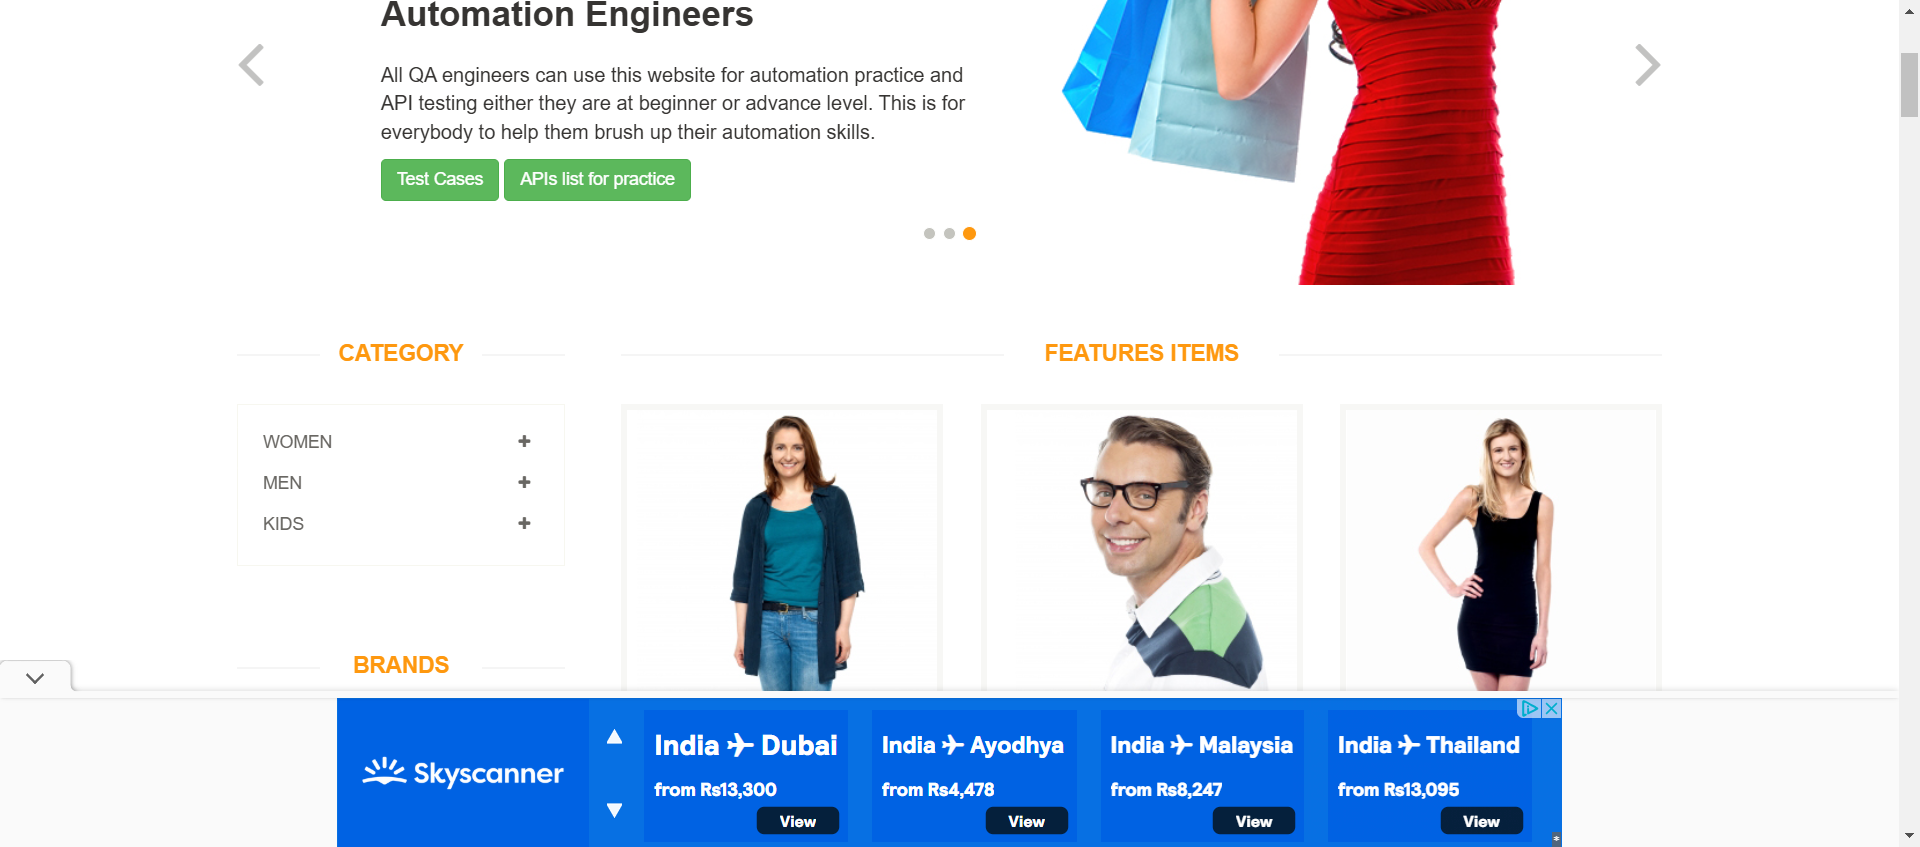 Automation Engineers
All QA engineers can use this website for automation practice and
API testing either they are at beginner or advance level. This is for
everybody to help them brush up their automation skills.
Test Cases
APIs list for practice
CATEGORY
WOMEN
MEN
KIDS
BRANDS
FEATURES ITEMS
Skyscanner
India ✈ Dubai
from Rs13,300
View
India ✈ Ayodhya
from Rs4,478
View
India ✈ Malaysia
from Rs8,247
View
India ✈ Thailand
from Rs13,095
View